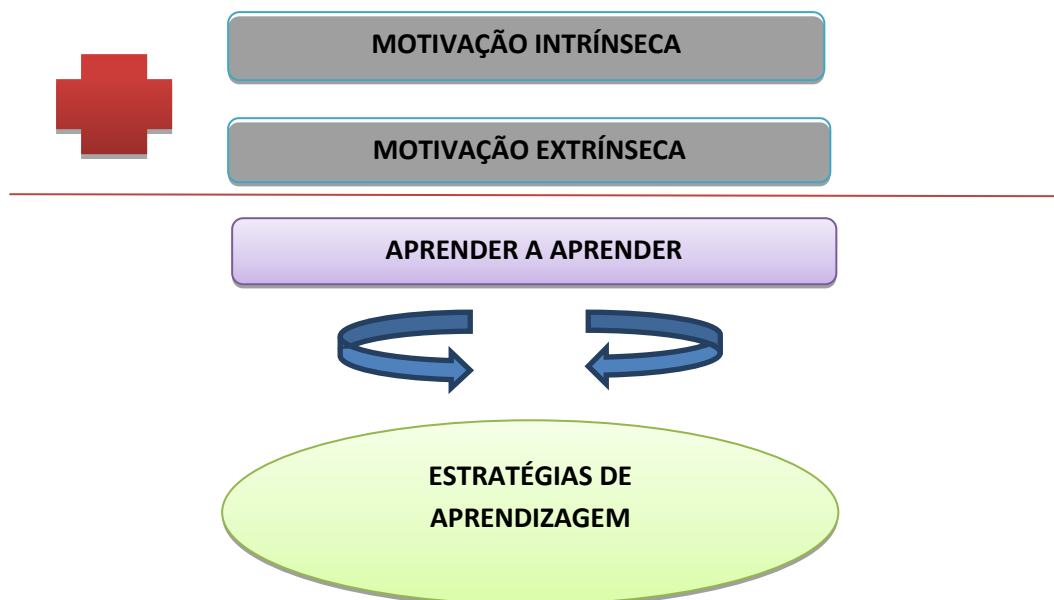 MOTIVAÇÃO INTRÍNSECA
MOTIVAÇÃO EXTRÍNSECA
APRENDER A APRENDER
ESTRATÉGIAS DE
APRENDIZAGEM